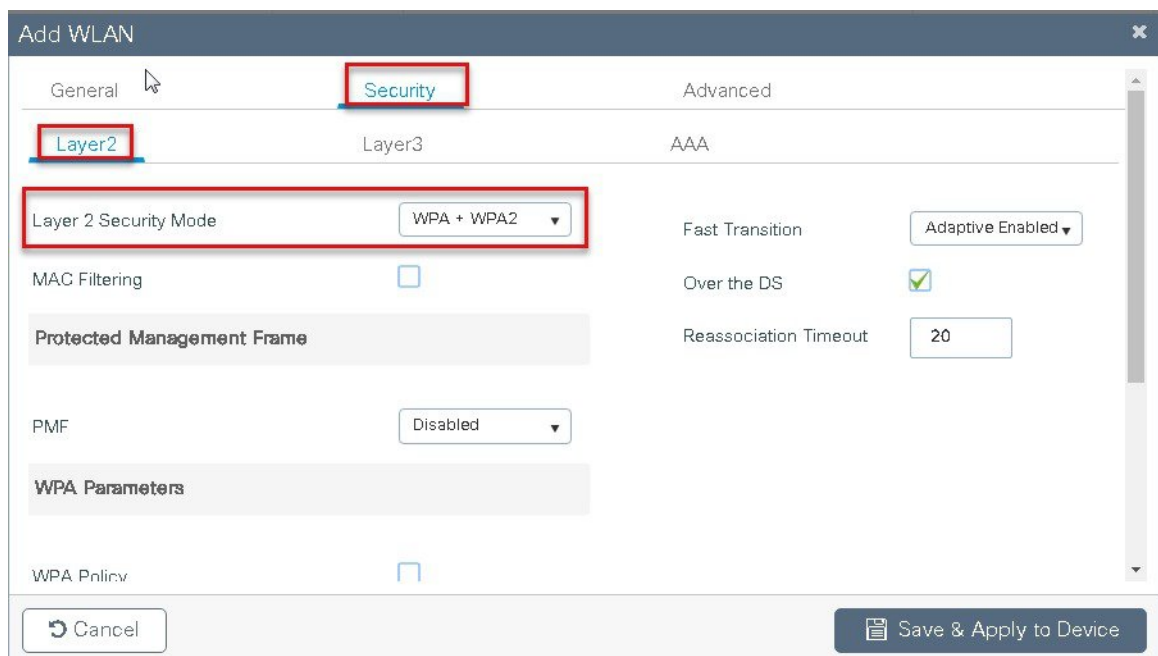 Add WLAN
General
Security
Advanced
Layer2
Layer3
AAA
Layer 2 Security Mode
WPA + WPA2
Fast Transition
Adaptive Enabled
MAC Filtering
Over the DS
Protected Management Frame
Reassociation Timeout
20
PMF
Disabled
WPA Parameters
WPA Policy
Cancel
Save & Apply to Device